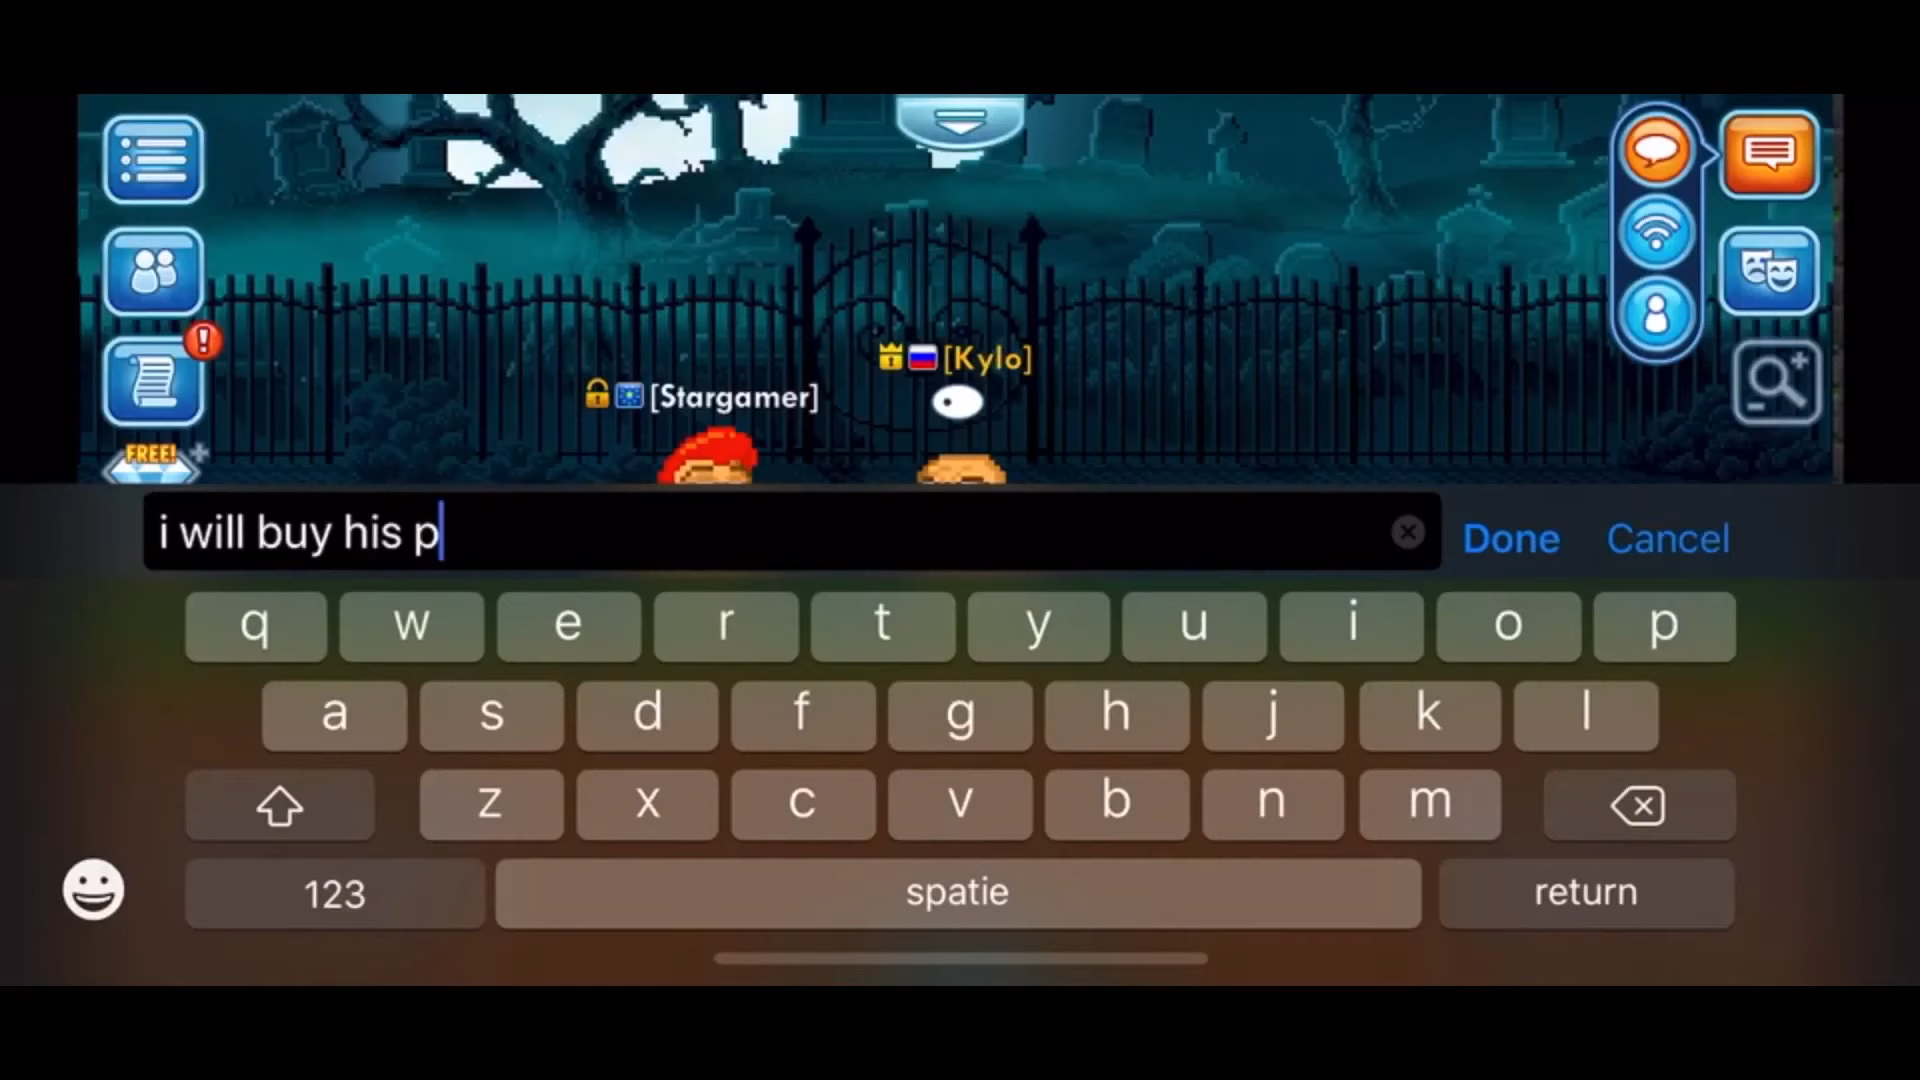 [Kylo]
[Stargamer]
FREE!
i will buy his p
Done
Cancel
q w e r t y u i o p
a s d f g h j k l
z x c v b n m
123
spatie
return